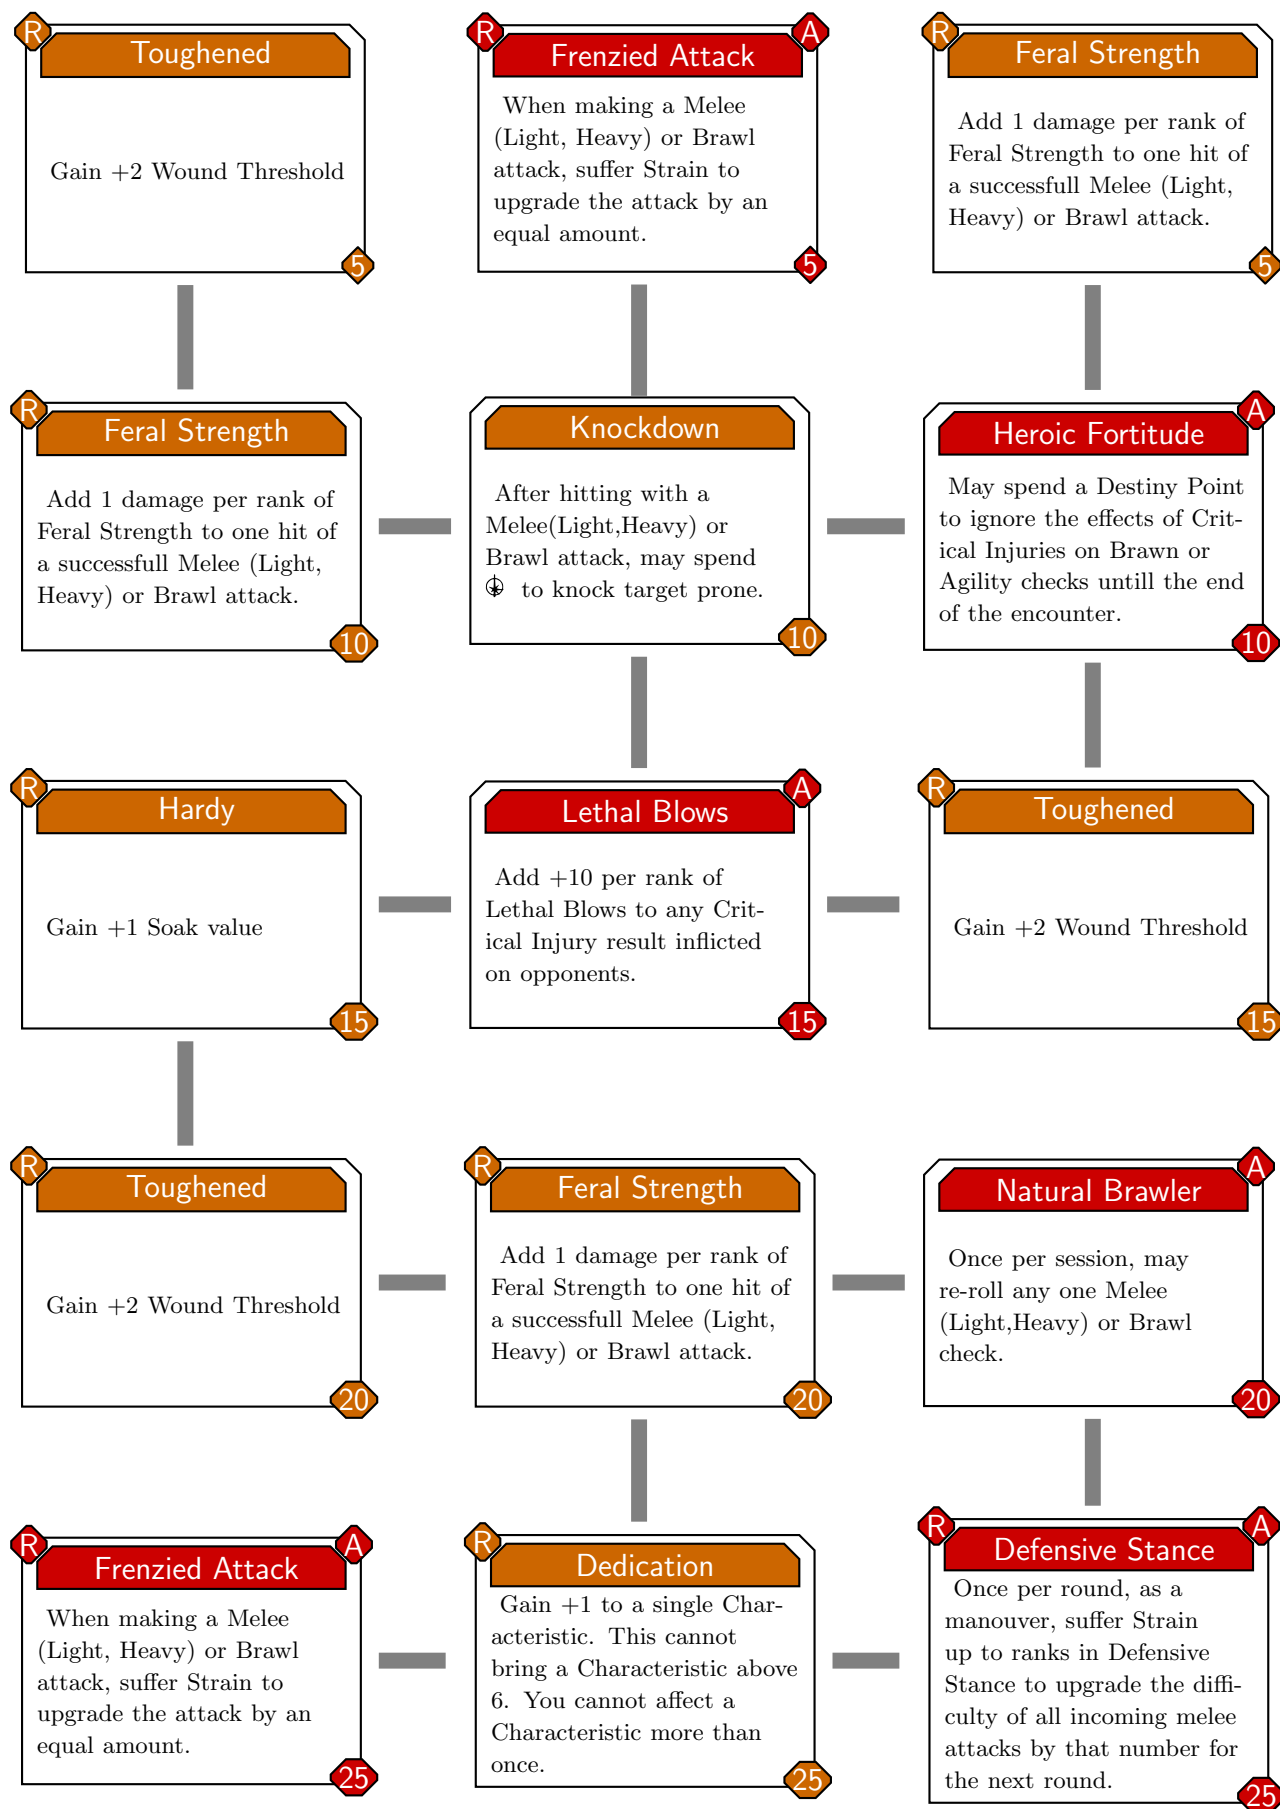 R
Toughened
Gain +2 Wound Threshold
5
R
A
Frenzied Attack
When making a Melee
(Light, Heavy) or Brawl
attack, suffer Strain to
upgrade the attack by an
equal amount.
5
R
Feral Strength
Add 1 damage per rank of
Feral Strength to one hit of
a successfull Melee (Light,
Heavy) or Brawl attack.
5
R
Feral Strength
Add 1 damage per rank of
Feral Strength to one hit of
a successfull Melee (Light,
Heavy) or Brawl attack.
10
Knockdown
After hitting with a
Melee(Light,Heavy) or
Brawl attack, may spend
to knock target prone.
10
A
Heroic Fortitude
May spend a Destiny Point
to ignore the effects of Crit-
ical Injuries on Brawn or
Agility checks untill the end
of the encounter.
10
R
Hardy
Gain +1 Soak value
15
A
Lethal Blows
Add +10 per rank of
Lethal Blows to any Crit-
ical Injury result inflicted
on opponents.
15
R
Toughened
Gain +2 Wound Threshold
15
R
Toughened
Gain +2 Wound Threshold
20
R
Feral Strength
Add 1 damage per rank of
Feral Strength to one hit of
a successfull Melee (Light,
Heavy) or Brawl attack.
20
A
Natural Brawler
Once per session, may
re-roll any one Melee
(Light,Heavy) or Brawl
check.
20
R
A
Frenzied Attack
When making a Melee
(Light, Heavy) or Brawl
attack, suffer Strain to
upgrade the attack by an
equal amount.
25
R
Dedication
Gain +1 to a single Char-
acteristic. This cannot
bring a Characteristic above
6. You cannot affect a
Characteristic more than
once.
25
R
A
Defensive Stance
Once per round, as a
manouver, suffer Strain
up to ranks in Defensive
Stance to upgrade the diffi-
culty of all incoming melee
attacks by that number for
the next round.
25